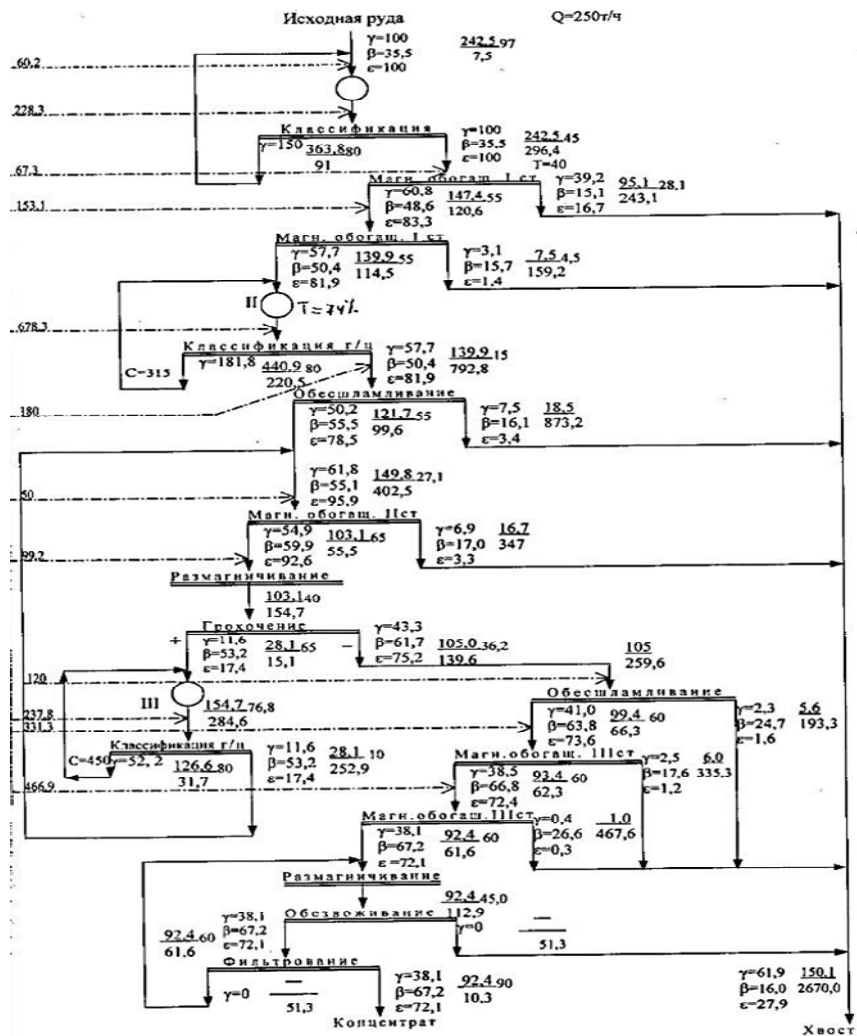 Исходная руда
Q=250т/ч
γ=100
β=35,5
ε=100
242,5 97
7,5
60,2
228,3
Классификация
γ=150
363,8 80
91
γ=100
β=35,5
ε=100
242,5 45
296,4
T=40
67,3
Магн. обогащ. I ст
153,1
γ=60,8
β=48,6
ε=83,3
147,4 55
120,6
γ=39,2
β=15,1
ε=16,7
95,1 28,1
243,1
Магн. обогащ. I ст
γ=57,7
β=50,4
ε=81,9
139,9 55
114,5
γ=3,1
β=15,7
ε=1,4
7,5 4,5
159,2
II
T=74%
678,3
Классификация г/ц
C=315
γ=181,8
440,9 80
220,5
γ=57,7
β=50,4
ε=81,9
139,9 15
792,8
180
Обесшламливание
γ=50,2
β=55,5
ε=78,5
121,7 55
99,6
γ=7,5
β=16,1
ε=3,4
18,5
873,2
γ=61,8
β=55,1
ε=95,9
149,8 27,1
402,5
50
Магн. обогащ. IIст
γ=54,9
β=59,9
ε=92,6
103,1 65
55,5
γ=6,9
β=17,0
ε=3,3
16,7
347
99,2
Размагничивание
103,1 40
154,7
Грохочение
+
γ=11,6
β=53,2
ε=17,4
28,1 65
15,1
–
γ=43,3
β=61,7
ε=75,2
105,0 36,2
139,6
105
259,6
120
III
154,7 76,8
284,6
237,8
331,3
Обесшламливание
γ=41,0
β=63,8
ε=73,6
99,4 60
66,3
γ=2,3
β=24,7
ε=1,6
5,6
193,3
Классификация г/ц
C=450
γ=52,2
126,6 80
31,7
γ=11,6
β=53,2
ε=17,4
28,1 10
252,9
Магн.обогащ. IIIст
466,9
γ=38,5
β=66,8
ε=72,4
93,4 60
62,3
γ=2,5
β=17,6
ε=1,2
6,0
335,3
Магн.обогащ.IIIст
γ=38,1
β=67,2
ε=72,1
92,4 60
61,6
γ=0,4
β=26,6
ε=0,3
1,0
467,6
Размагничивание
92,4 45,0
112,9
Обезвоживание
92,4 60
61,6
γ=38,1
β=67,2
ε=72,1
γ=0
–
51,3
Фильтрование
γ=0
–
51,3
γ=38,1
β=67,2
ε=72,1
92,4 90
10,3
Концентрат
γ=61,9
β=16,0
ε=27,9
150,1
2670,0
Хвост